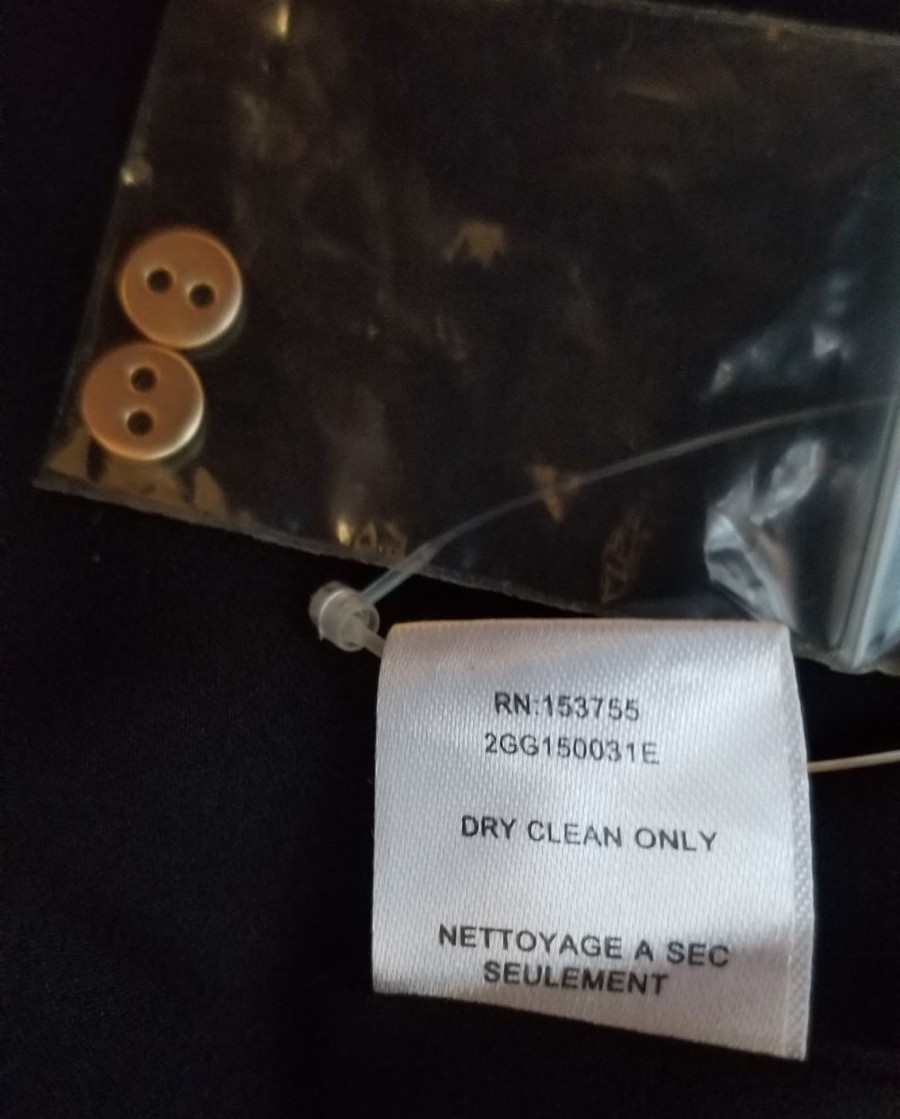 RN:153755
2GG150031E
DRY CLEAN ONLY
NETTOYAGE A SEC
SEULEMENT